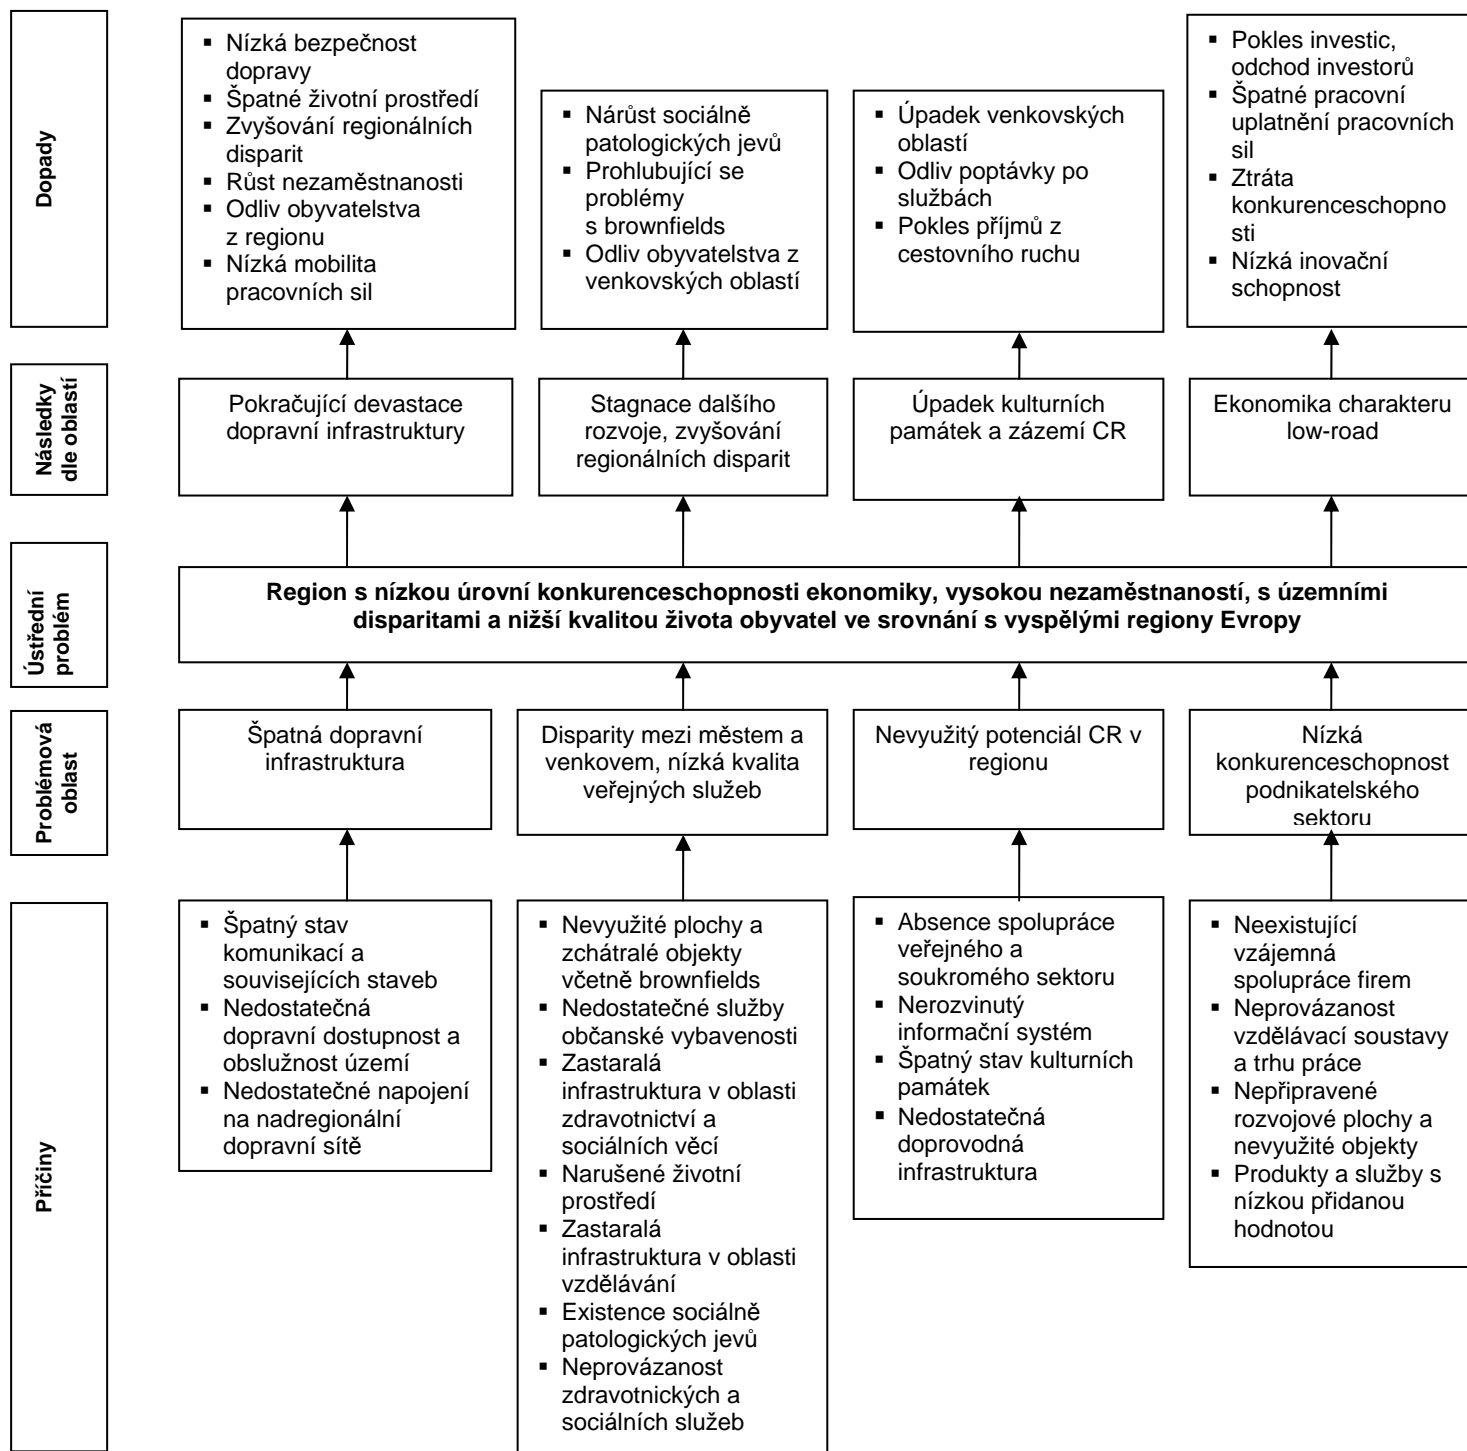 Dopady
▪ Nízká bezpečnost
dopravy
▪ Špatné životní prostředí
▪ Zvyšování regionálních
disparit
▪ Růst nezaměstnanosti
▪ Odliv obyvatelstva
z regionu
▪ Nízká mobilita
pracovních sil
▪ Nárůst sociálně
patologických jevů
▪ Prohlubující se
problémy
s brownfields
▪ Odliv obyvatelstva z
venkovských oblastí
▪ Úpadek venkovských
oblastí
▪ Odliv poptávky po
službách
▪ Pokles příjmů z
cestovního ruchu
▪ Pokles investic,
odchod investorů
▪ Špatné pracovní
uplatnění pracovních
sil
▪ Ztráta
konkurenceschopno
sti
▪ Nízká inovační
schopnost
Následky
dle oblastí
Pokračující devastace
dopravní infrastruktury
Stagnace dalšího
rozvoje, zvyšování
regionálních disparit
Úpadek kulturních
památek a zázemí CR
Ekonomika charakteru
low-road
Ústřední
problém
Region s nízkou úrovní konkurenceschopnosti ekonomiky, vysokou nezaměstnaností, s územními
disparitami a nižší kvalitou života obyvatel ve srovnání s vyspělými regiony Evropy
Problémová
oblast
Špatná dopravní
infrastruktura
Disparity mezi městem a
venkovem, nízká kvalita
veřejných služeb
Nevyužitý potenciál CR v
regionu
Nízká
konkurenceschopnost
podnikatelského
sektoru
Příčiny
▪ Špatný stav
komunikací a
souvisejících staveb
▪ Nedostatečná
dopravní dostupnost a
obslužnost území
▪ Nedostatečné napojení
na nadregionální
dopravní sítě
▪ Nevyužité plochy a
zchátralé objekty
včetně brownfields
▪ Nedostatečné služby
občanské vybavenosti
▪ Zastaralá
infrastruktura v oblasti
zdravotnictví a
sociálních věcí
▪ Narušené životní
prostředí
▪ Zastaralá
infrastruktura v oblasti
vzdělávání
▪ Existence sociálně
patologických jevů
▪ Neprovázanost
zdravotnických a
sociálních služeb
▪ Absence spolupráce
veřejného a
soukromého sektoru
▪ Nerozvinutý
informační systém
▪ Špatný stav kulturních
památek
▪ Nedostatečná
doprovodná
infrastruktura
▪ Neexistující
vzájemná
spolupráce firem
▪ Neprovázanost
vzdělávací soustavy
a trhu práce
▪ Nepřipravené
rozvojové plochy a
nevyužité objekty
▪ Produkty a služby s
nízkou přidanou
hodnotou